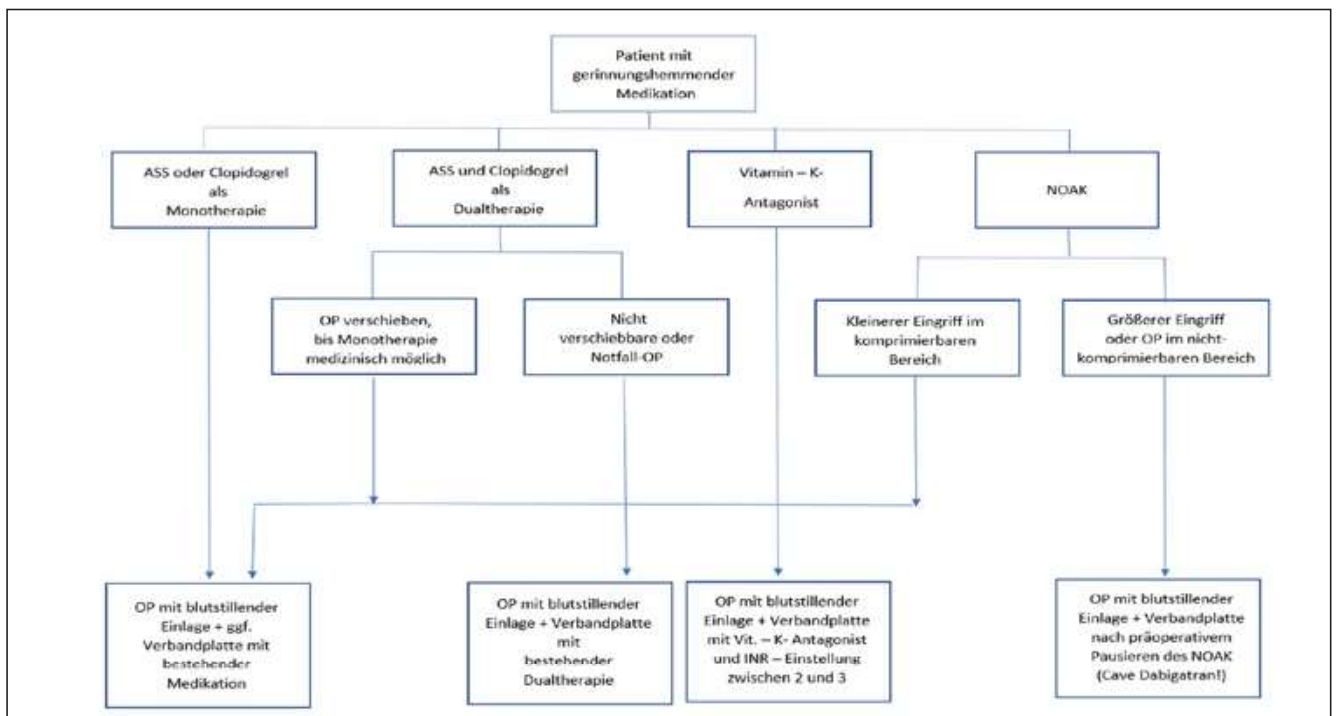 Patient mit
gerinnungshemmender
Medikation
ASS oder Clopidogrel
als
Monotherapie
ASS und Clopidogrel
als
Dualtherapie
Vitamin – K-
Antagonist
NOAK
OP verschieben,
bis Monotherapie
medizinisch möglich
Nicht
verschiebbare oder
Notfall-OP
Kleinerer Eingriff im
komprimierbaren
Bereich
Größerer Eingriff
oder OP im nicht-
komprimierbaren Bereich
OP mit blutstillender
Einlage + ggf.
Verbandplatte mit
bestehender
Medikation
OP mit blutstillender
Einlage + Verbandplatte
mit
bestehender
Dualtherapie
OP mit blutstillender
Einlage + Verbandplatte
mit Vit. – K- Antagonist
und INR – Einstellung
zwischen 2 und 3
OP mit blutstillender
Einlage + Verbandplatte
nach präoperativem
Pausieren des NOAK
(Cave Dabigatran!)